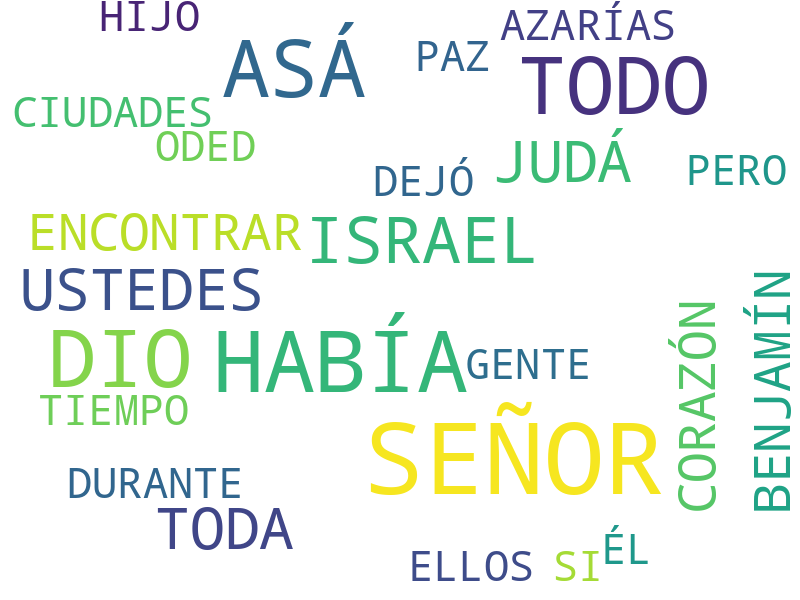 HIJO
AZARÍAS
ASÁ
PAZ
TODO
CIUDADES
ODED
JUDÁ
DEJÓ
PERO
ENCONTRAR
ISRAEL
USTEDES
DIO
HABÍA
GENTE
CORAZÓN
BENJAMÍN
TIEMPO
SEÑOR
DURANTE
TODA
ELLOS
SI
ÉL